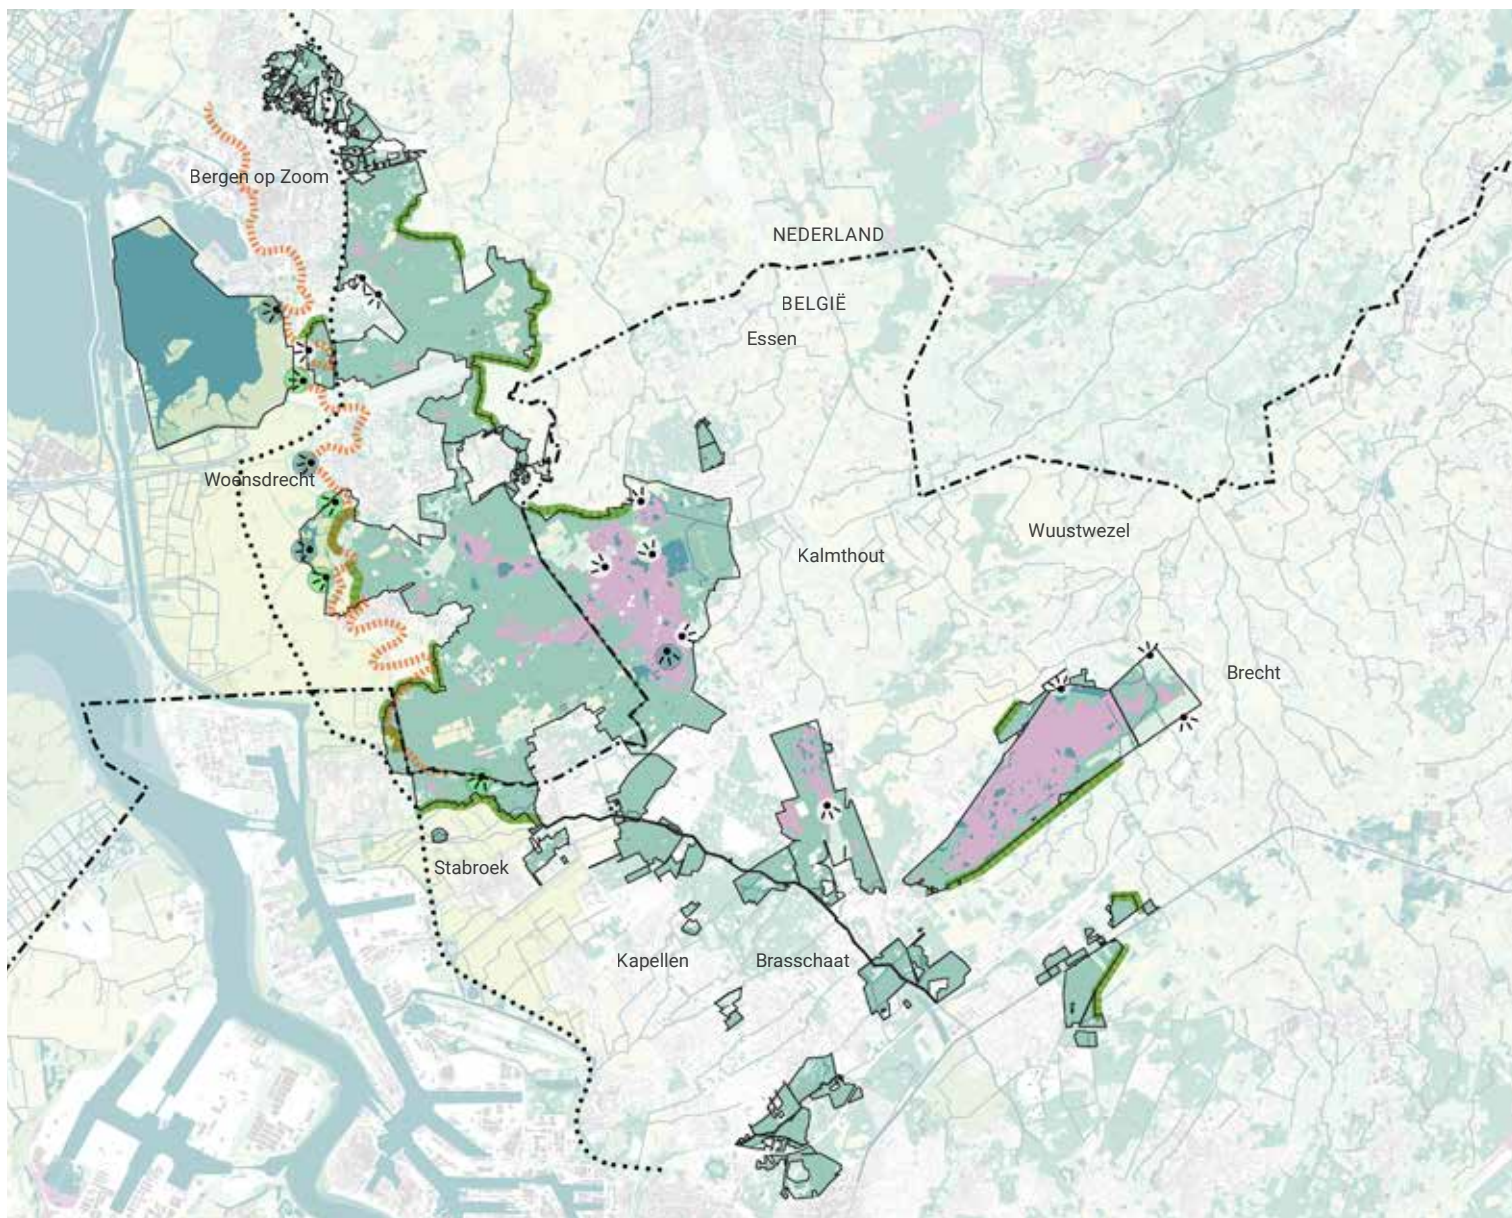 Bergen op Zoom
NEDERLAND
BELGIË
Essen
Woensdrecht
Wuustwezel
Kalmthout
Brecht
Stabroek
Kapellen
Brasschaat